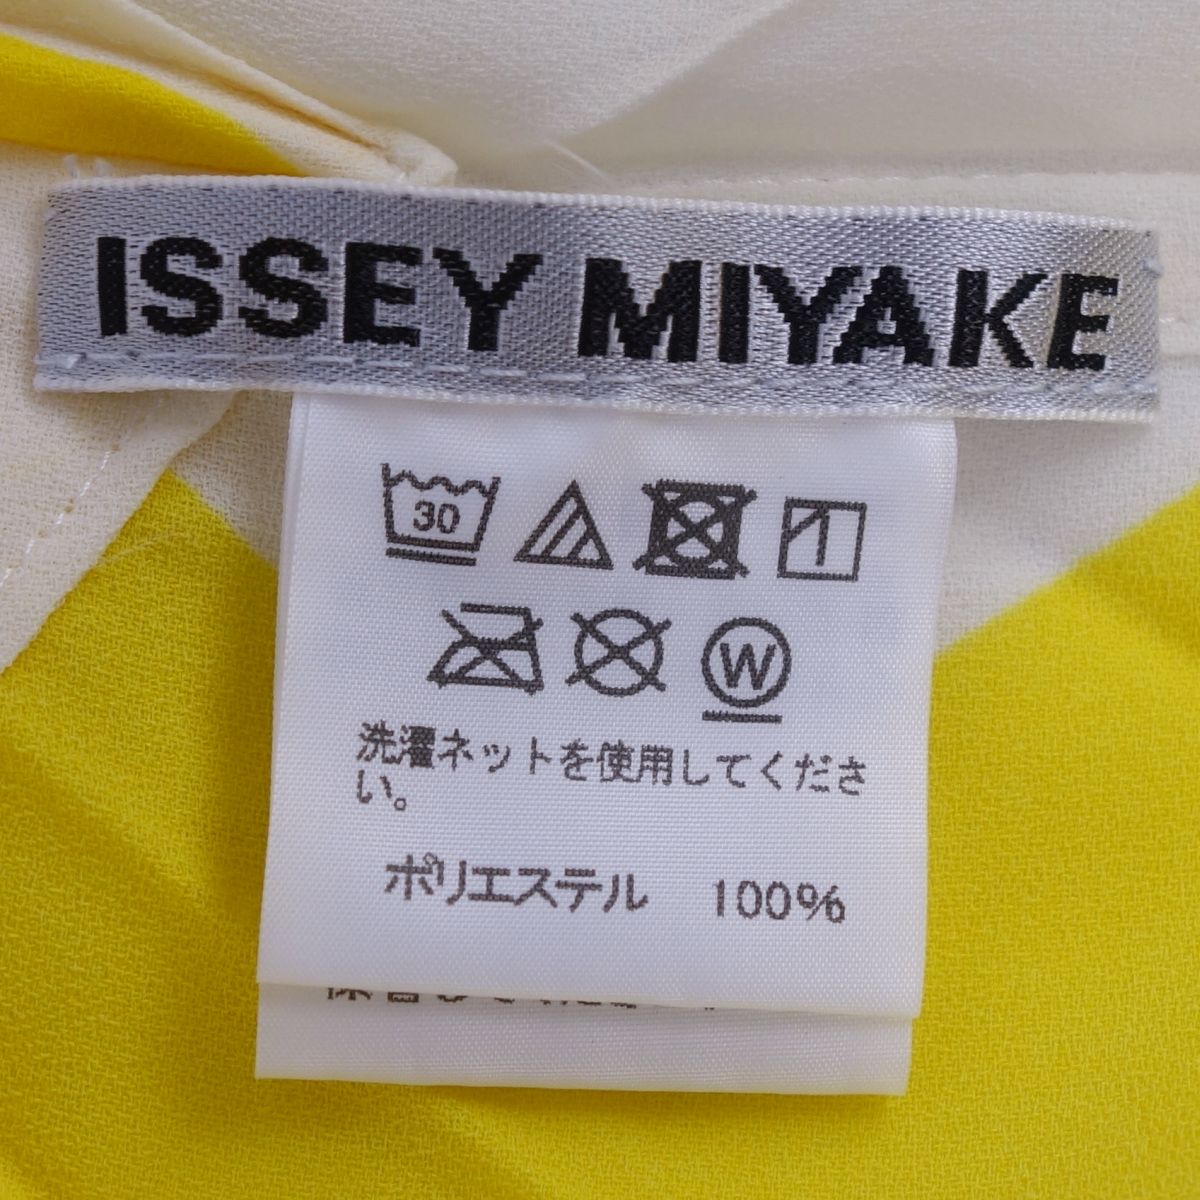 ISSEY MIYAKE
30
W
洗濯ネットを使用してくださ
い。
ポリエステル 100%